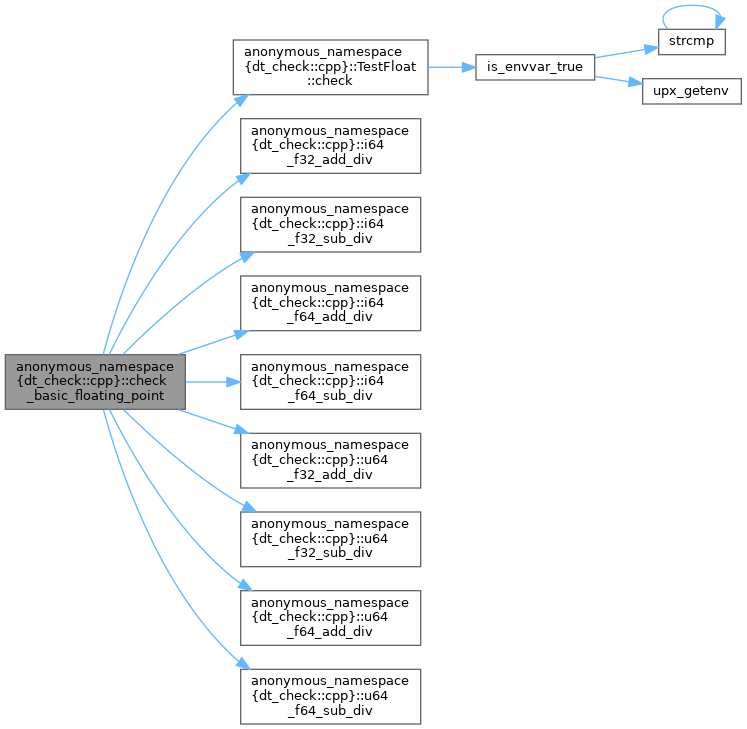 strcmp
anonymous_namespace
{dt_check::cpp}::TestFloat
::check
is_envvar_true
upx_getenv
anonymous_namespace
{dt_check::cpp}::i64
_f32_add_div
anonymous_namespace
{dt_check::cpp}::i64
_f32_sub_div
anonymous_namespace
{dt_check::cpp}::i64
_f64_add_div
anonymous_namespace
{dt_check::cpp}::check
_basic_floating_point
anonymous_namespace
{dt_check::cpp}::i64
_f64_sub_div
anonymous_namespace
{dt_check::cpp}::u64
_f32_add_div
anonymous_namespace
{dt_check::cpp}::u64
_f32_sub_div
anonymous_namespace
{dt_check::cpp}::u64
_f64_add_div
anonymous_namespace
{dt_check::cpp}::u64
_f64_sub_div